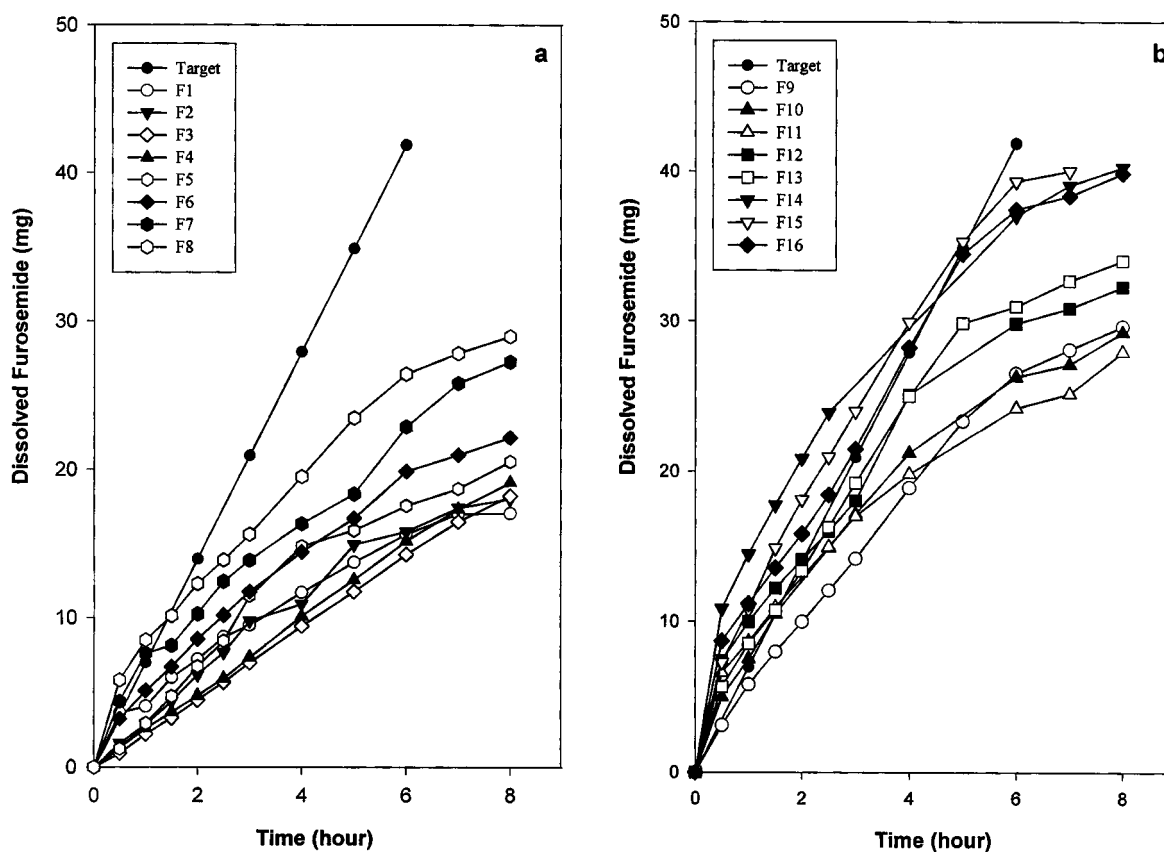 a
Target
F1
F2
F3
F4
F5
F6
F7
F8
50
40
30
20
10
0
Dissolved Furosemide (mg)
0 2 4 6 8
Time (hour)
b
Target
F9
F10
F11
F12
F13
F14
F15
F16
50
40
30
20
10
0
Dissolved Furosemide (mg)
0 2 4 6 8
Time (hour)